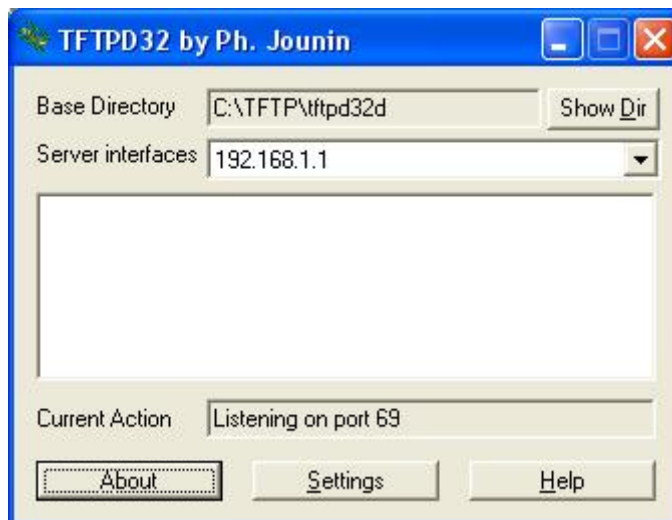 TFTPD32 by Ph. Jounin
Base Directory C:\TFTP\tftpd32d Show Dir
Server interfaces 192.168.1.1
Current Action Listening on port 69
About Settings Help